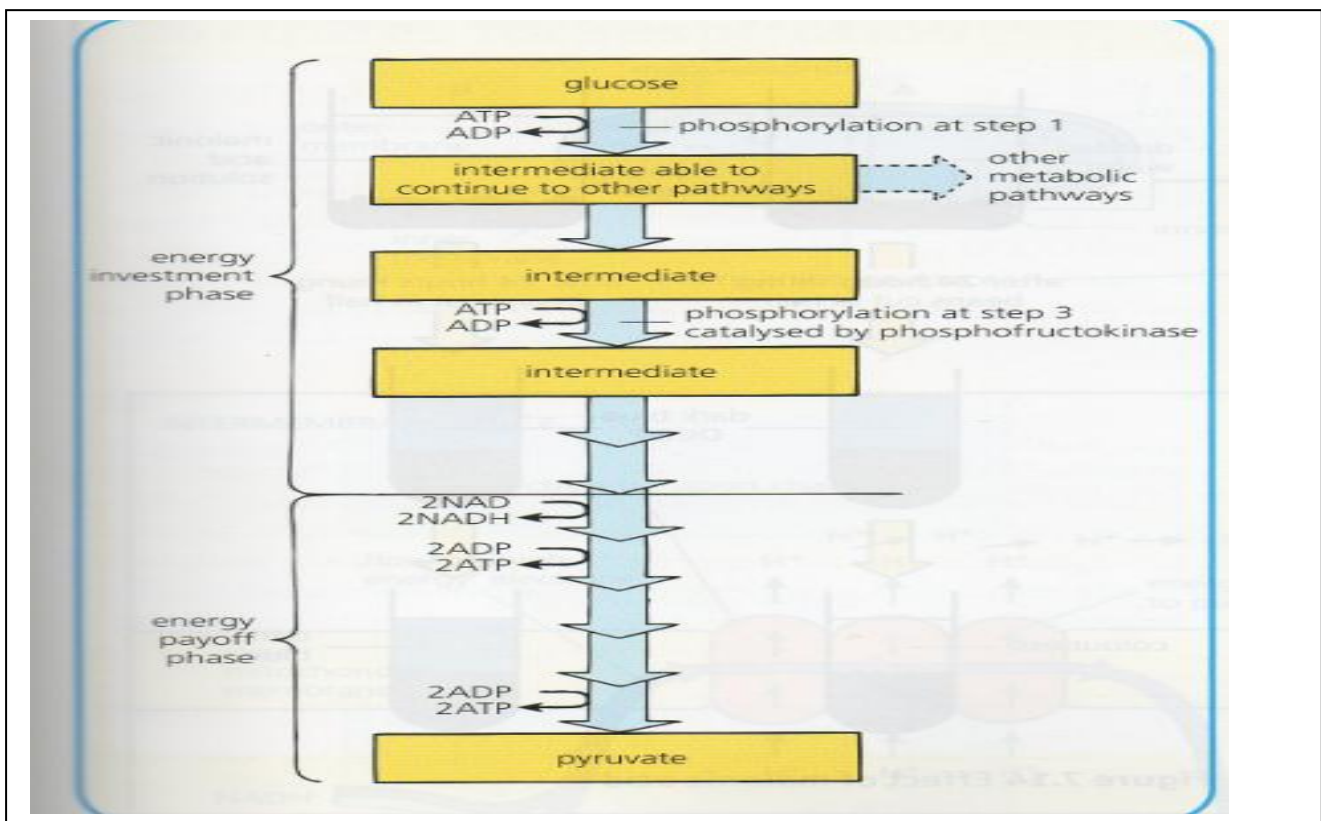 glucose
ATP
ADP
phosphorylation at step 1
intermediate able to
continue to other pathways
other
metabolic
pathways
energy
investment
phase
intermediate
ATP
ADP
phosphorylation at step 3
catalysed by phosphofructokinase
intermediate
2NAD
2NADH
2ADP
2ATP
energy
payoff
phase
2ADP
2ATP
pyruvate